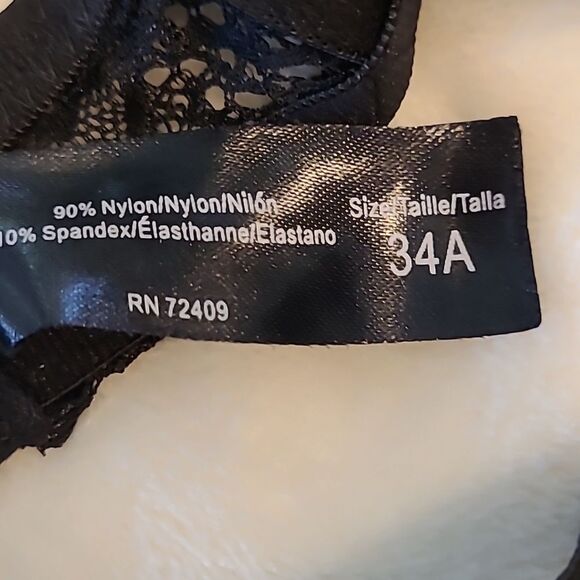 90% Nylon/Nylon/Nilón
10% Spandex/Élasthanne/Elastano
RN 72409
Size/Taille/Talla
34A